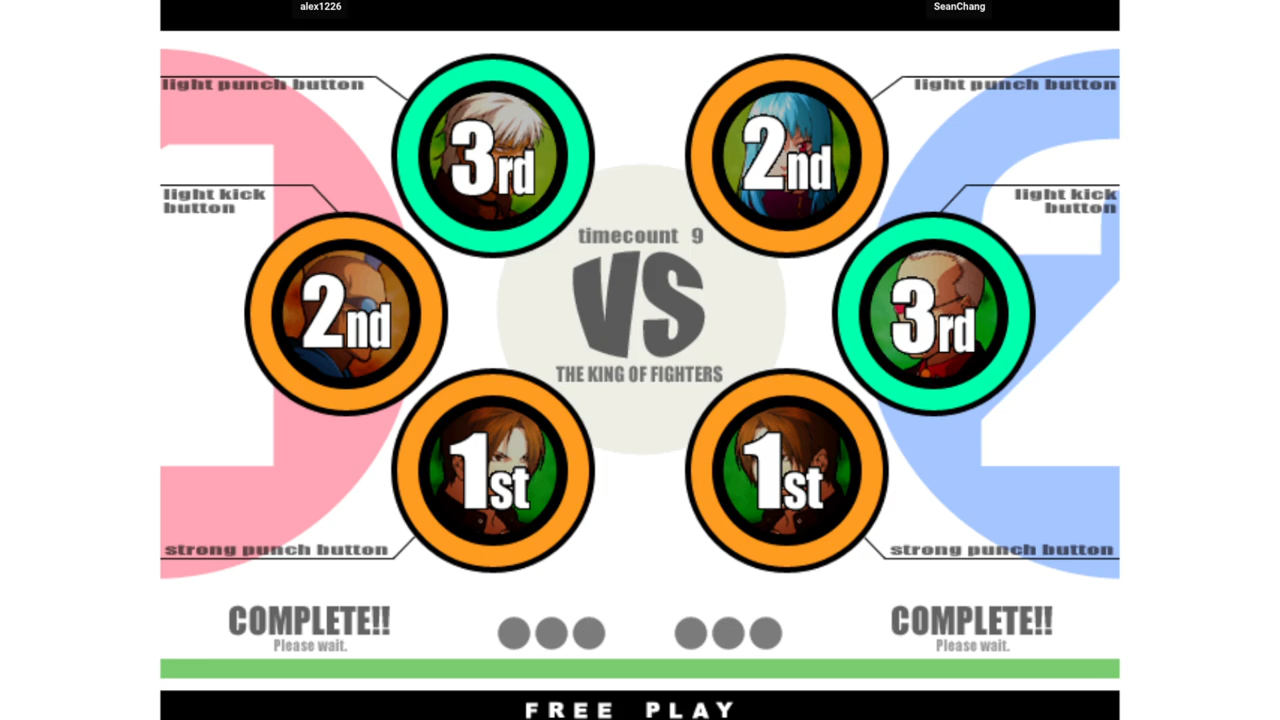 alex1226
SeanChang
light punch button
light punch button
3rd
2nd
light kick
button
light kick
button
timecount 9
VS
2nd
3rd
THE KING OF FIGHTERS
1st
1st
strong punch button
strong punch button
COMPLETE!!
Please wait.
COMPLETE!!
Please wait.
FREE PLAY